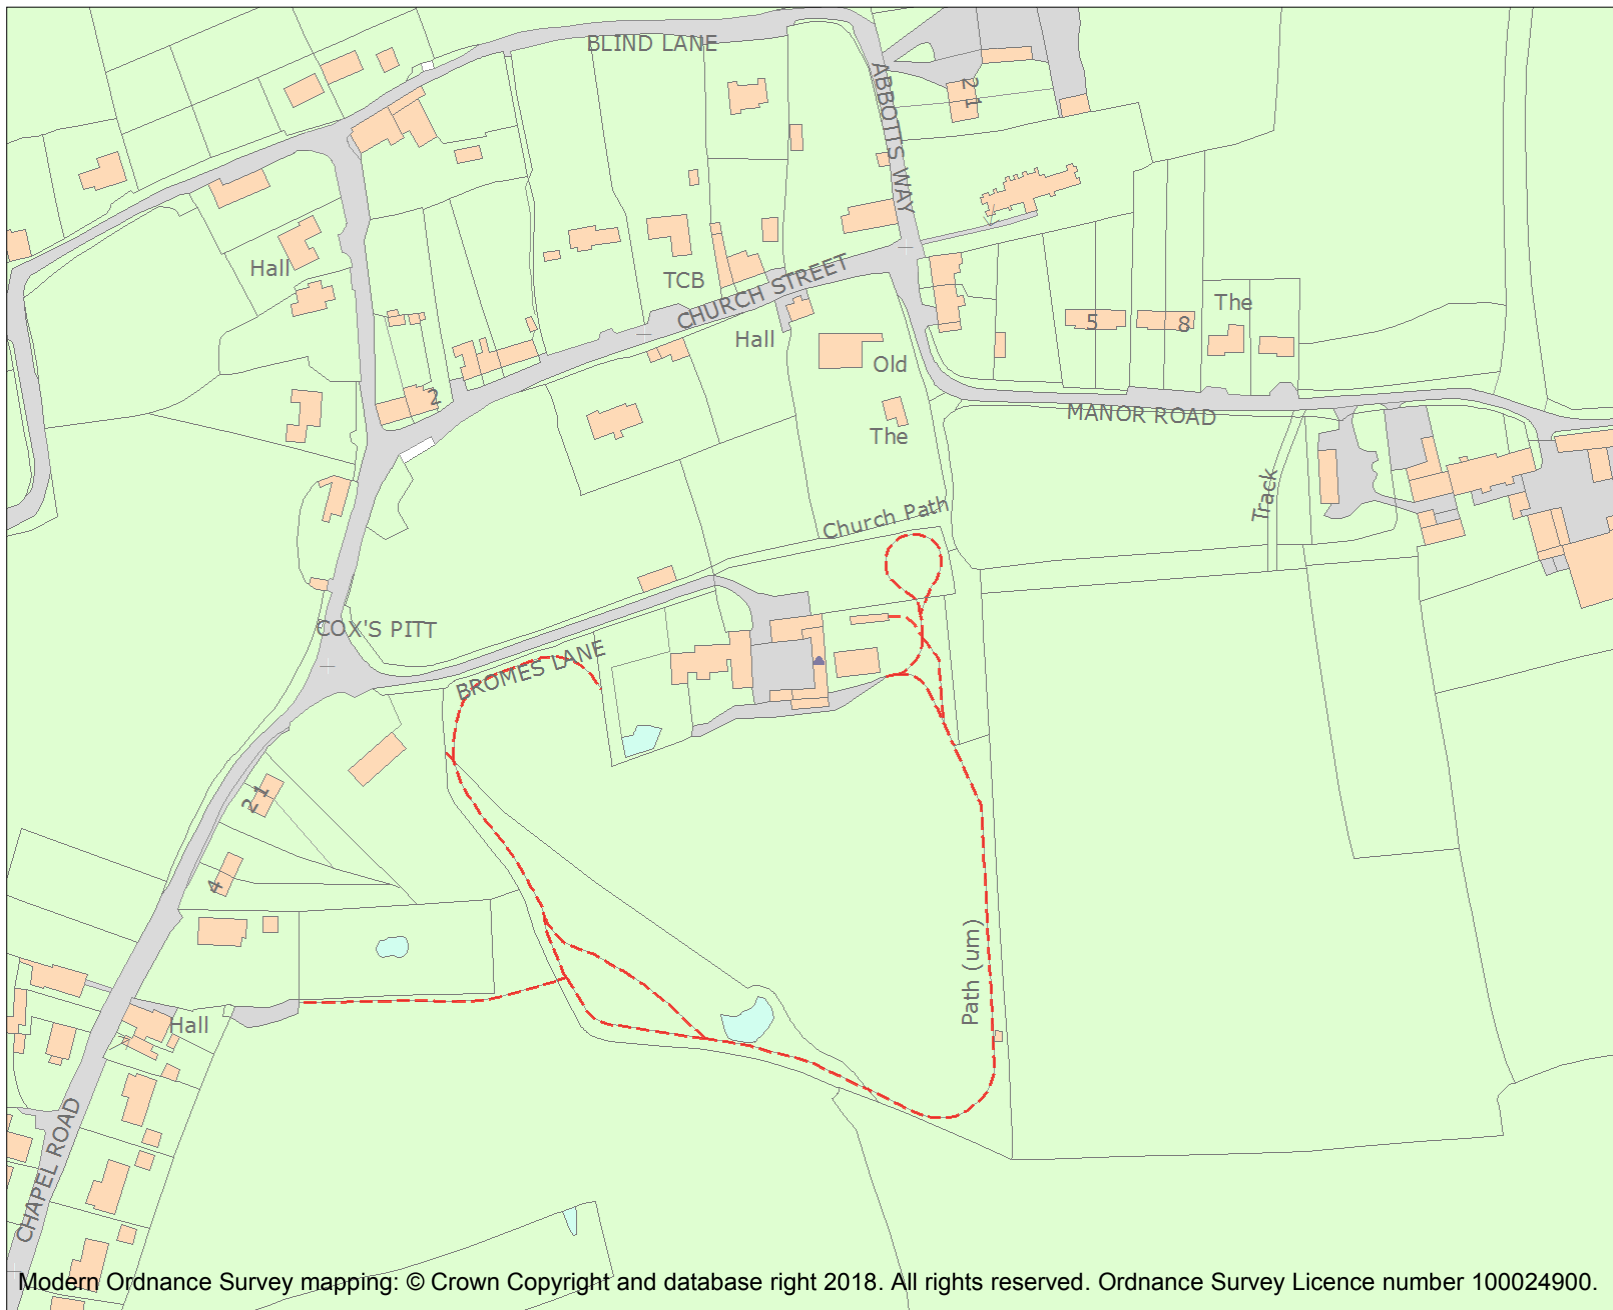 BLIND LANE
ABBOTTS WAY
21
Hall
TCB
CHURCH STREET
Hall
The
5
8
Old
2
MANOR ROAD
The
Track
Church Path
COX'S PITT
BROMES LANE
2 1
4
Path (um)
Hall
CHAPEL ROAD
Modern Ordnance Survey mapping: © Crown Copyright and database right 2018. All rights reserved. Ordnance Survey Licence number 100024900.